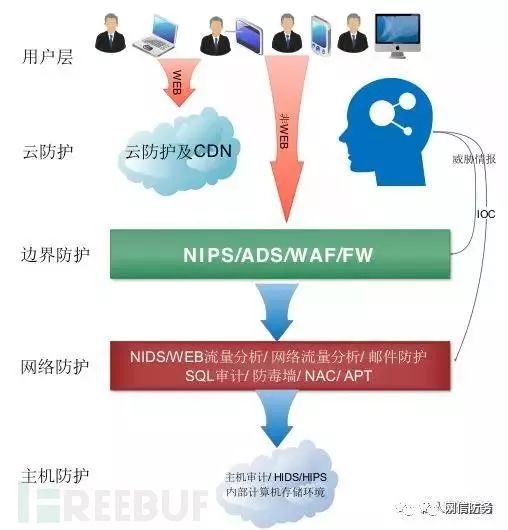 用户层
WEB
非WEB
云防护
云防护及CDN
威胁情报
IOC
边界防护
NIPS/ADS/WAF/FW
网络防护
NIDS/WEB流量分析/ 网络流量分析/ 邮件防护
SQL审计/ 防毒墙/ NAC/ APT
主机防护
主机审计/ HIDS/HIPS
内部计算机存储环境
FREEBUF
网信防务